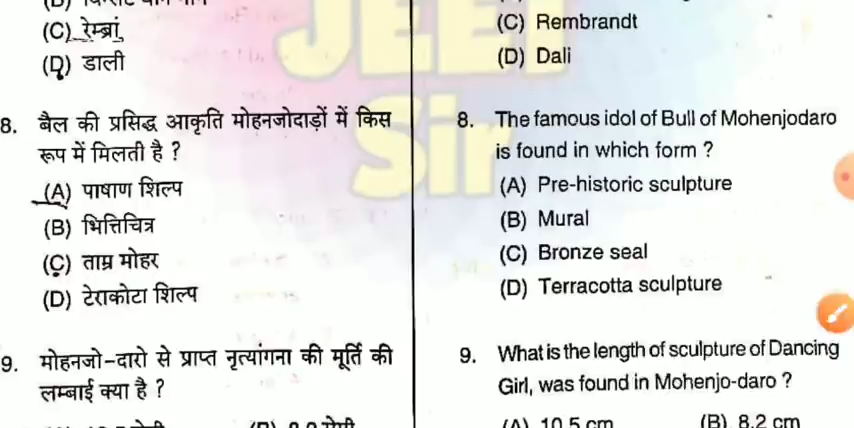 (C) रेम्ब्रां
(D) डाली
8. बैल की प्रसिद्ध आकृति मोहनजोदाड़ों में किस
रूप में मिलती है ?
(A) पाषाण शिल्प
(B) भित्तिचित्र
(C) ताम्र मोहर
(D) टेराकोटा शिल्प
9. मोहनजो-दारो से प्राप्त नृत्यांगना की मूर्ति की
लम्बाई क्या है ?
(C) Rembrandt
(D) Dali
8. The famous idol of Bull of Mohenjodaro
is found in which form ?
(A) Pre-historic sculpture
(B) Mural
(C) Bronze seal
(D) Terracotta sculpture
9. What is the length of sculpture of Dancing
Girl, was found in Mohenjo-daro ?
(A) 10.5 cm (B) 8.2 cm
JEET
Sir